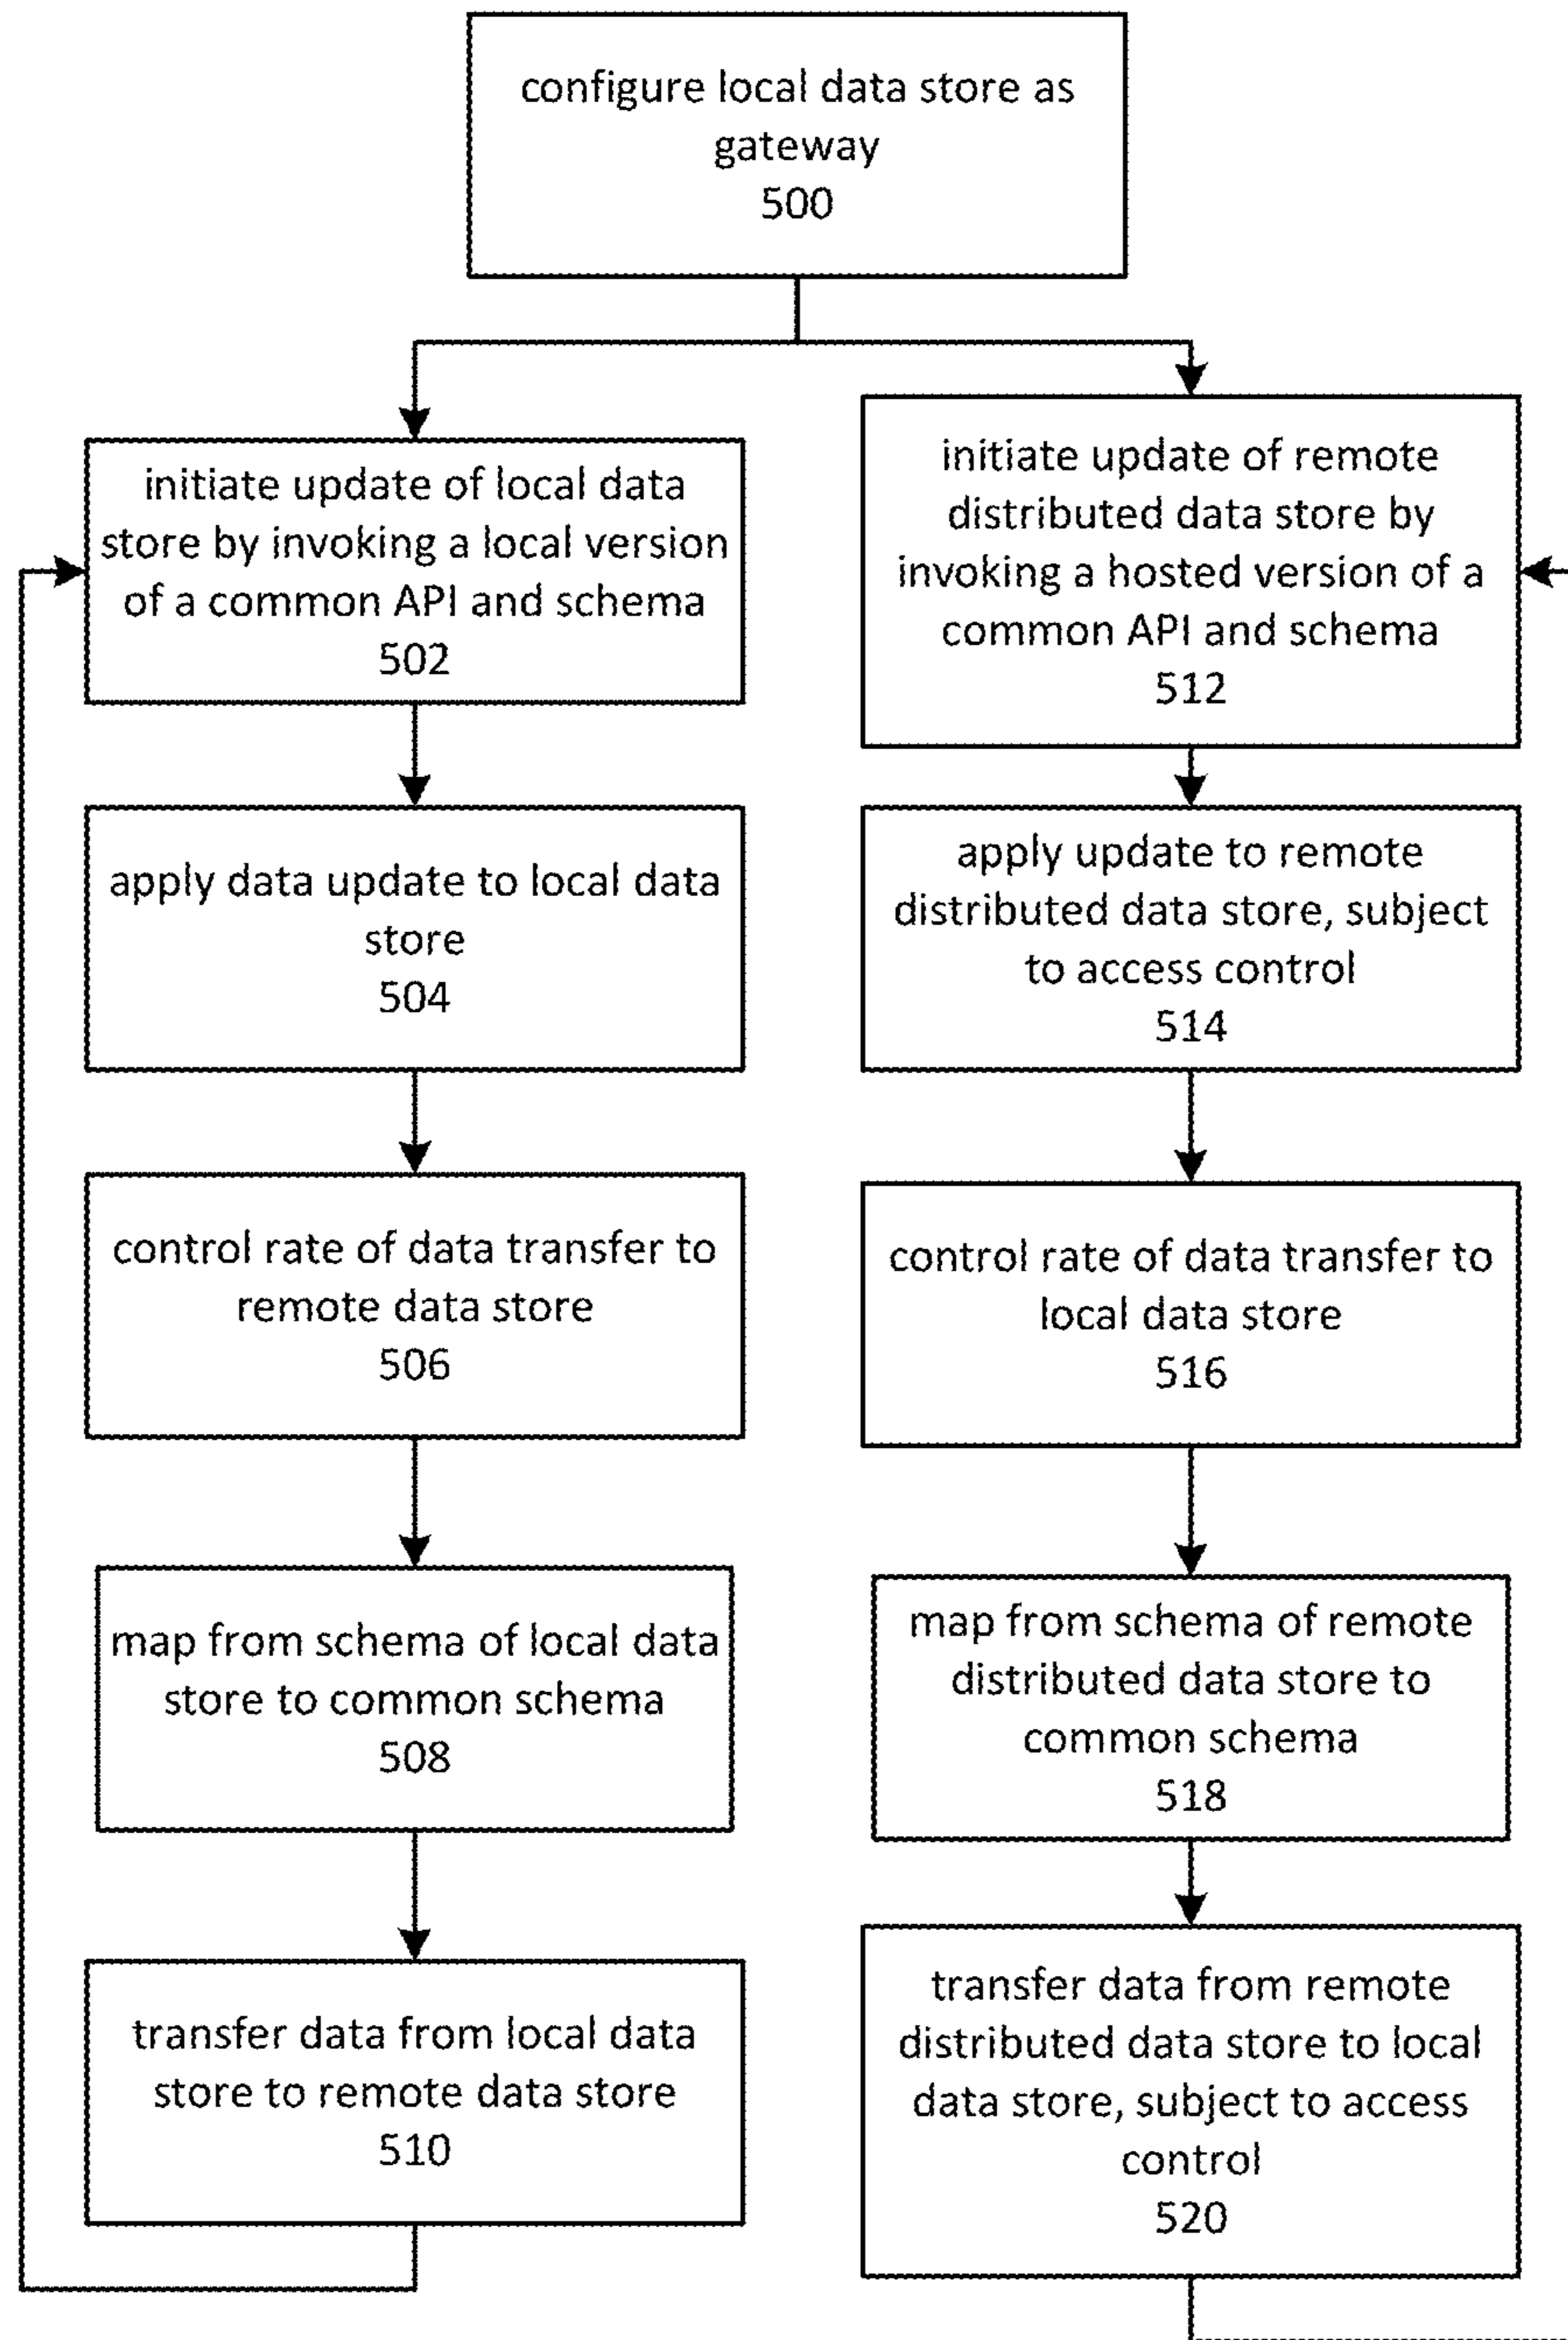 configure local data store as
gateway
500
initiate update of local data
store by invoking a local version
of a common API and schema
502
apply data update to local data
store
504
control rate of data transfer to
remote data store
506
map from schema of local data
store to common schema
508
transfer data from local data
store to remote data store
510
initiate update of remote
distributed data store by
invoking a hosted version of a
common API and schema
512
apply update to remote
distributed data store, subject
to access control
514
control rate of data transfer to
local data store
516
map from schema of remote
distributed data store to
common schema
518
transfer data from remote
distributed data store to local
data store, subject to access
control
520